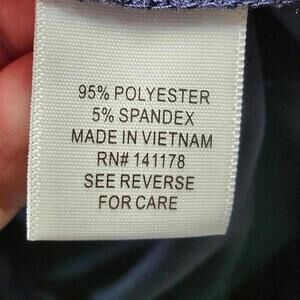 95% POLYESTER
5% SPANDEX
MADE IN VIETNAM
RN# 141178
SEE REVERSE
FOR CARE